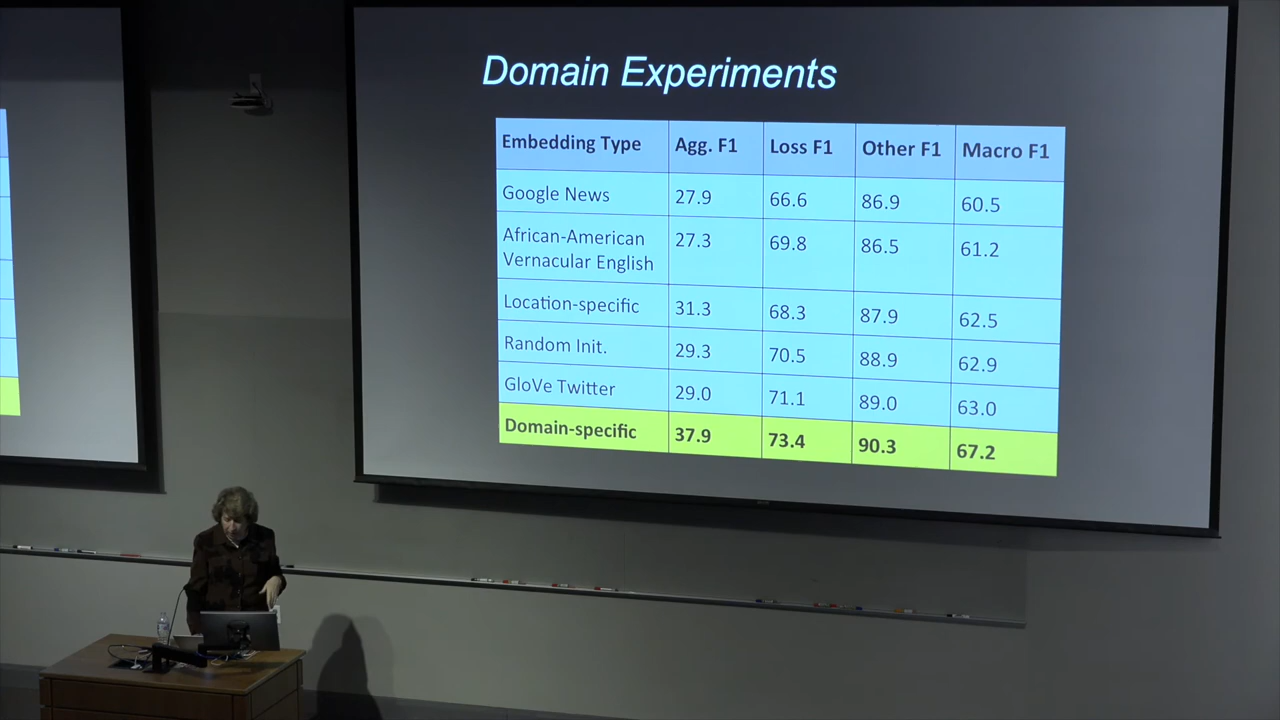 Domain Experiments
Embedding Type Agg. F1 Loss F1 Other F1 Macro F1
Google News 27.9 66.6 86.9 60.5
African-American
Vernacular English 27.3 69.8 86.5 61.2
Location-specific 31.3 68.3 87.9 62.5
Random Init. 29.3 70.5 88.9 62.9
GloVe Twitter 29.0 71.1 89.0 63.0
Domain-specific 37.9 73.4 90.3 67.2